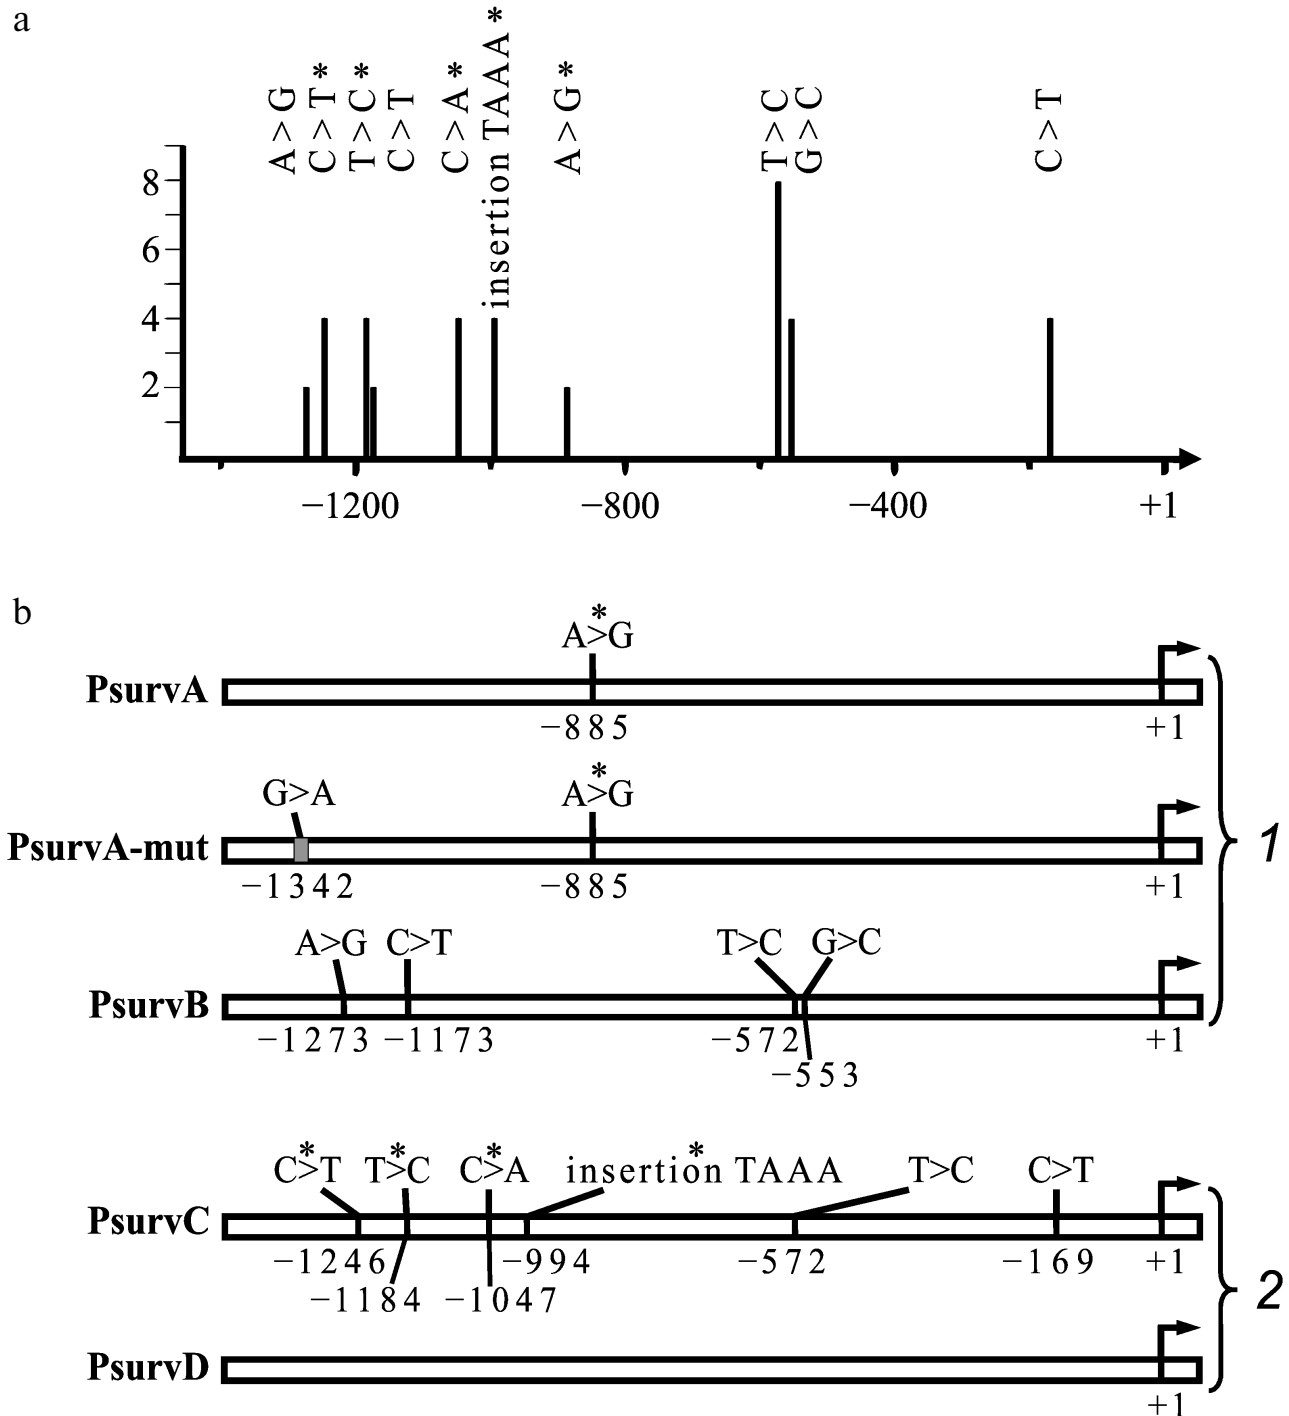 a
A>G
C>T*
T>C*
C>T
C>A*
insertion TAAA*
A>G*
T>C
G>C
C>T
8
6
4
2
−1200 −800 −400 +1
b
*
A>G
PsurvA
−885 +1
*
G>A A>G
PsurvA-mut
−1342 −885 +1
1
A>G C>T T>C G>C
PsurvB
−1273 −1173 −572 +1
−553
* * * *
C>T T>C C>A insertion TAAA T>C C>T
PsurvC
−1246 −994 −572 −169 +1
−1184 −1047
2
PsurvD
+1